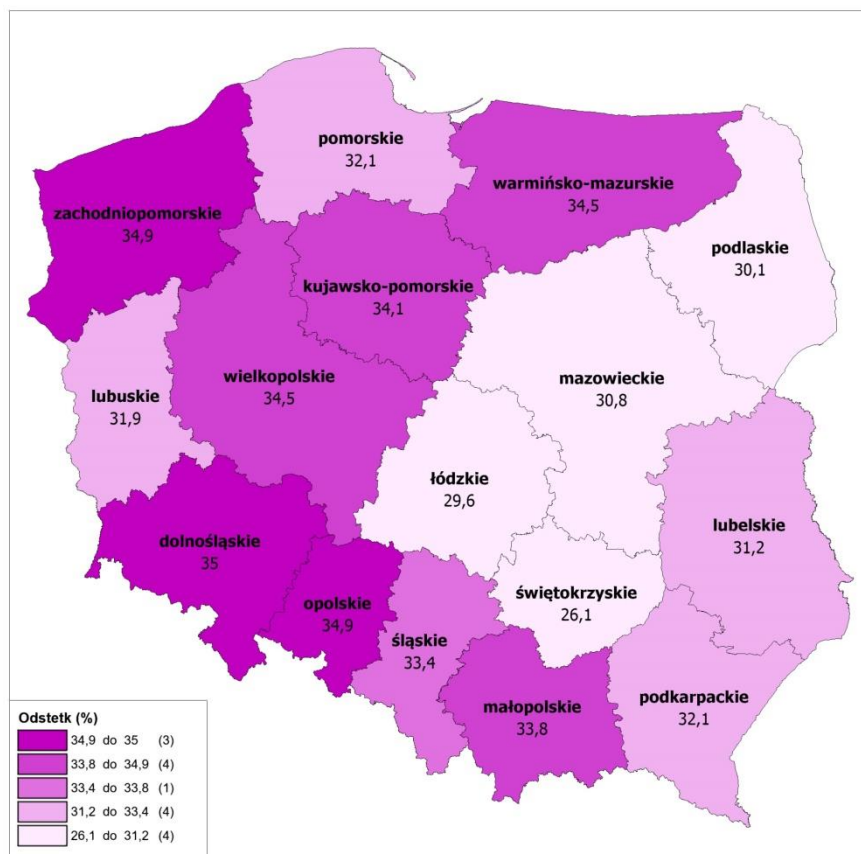 pomorskie
32,1
warmińsko-mazurskie
34,5
zachodniopomorskie
34,9
podlaskie
30,1
kujawsko-pomorskie
34,1
wielkopolskie
34,5
mazowieckie
30,8
lubuskie
31,9
łódzkie
29,6
lubelskie
31,2
dolnośląskie
35
opolskie
34,9
świętokrzyskie
26,1
śląskie
33,4
małopolskie
33,8
podkarpackie
32,1
Odstetk (%)
34,9 do 35 (3)
33,8 do 34,9 (4)
33,4 do 33,8 (1)
31,2 do 33,4 (4)
26,1 do 31,2 (4)